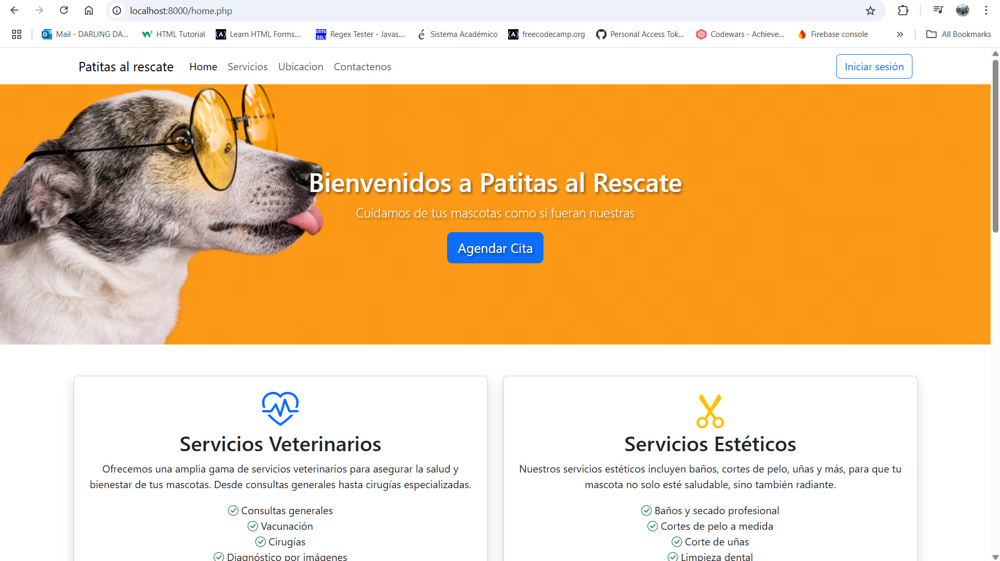 localhost:8000/home.php
Mail - DARLING DA...
HTML Tutorial
Learn HTML Forms...
Regex Tester - Javas...
Sistema Académico
freecodecamp.org
Personal Access Tok...
Codewars - Achieve...
Firebase console
All Bookmarks
Patitas al rescate
Home
Servicios
Ubicacion
Contactenos
Iniciar sesión
Bienvenidos a Patitas al Rescate
Cuidamos de tus mascotas como si fueran nuestras
Agendar Cita
Servicios Veterinarios
Ofrecemos una amplia gama de servicios veterinarios para asegurar la salud y
bienestar de tus mascotas. Desde consultas generales hasta cirugías especializadas.
Consultas generales
Vacunación
Cirugías
Diagnóstico por imágenes
Servicios Estéticos
Nuestros servicios estéticos incluyen baños, cortes de pelo, uñas y más, para que tu
mascota no solo esté saludable, sino también radiante.
Baños y secado profesional
Cortes de pelo a medida
Corte de uñas
Limpieza dental